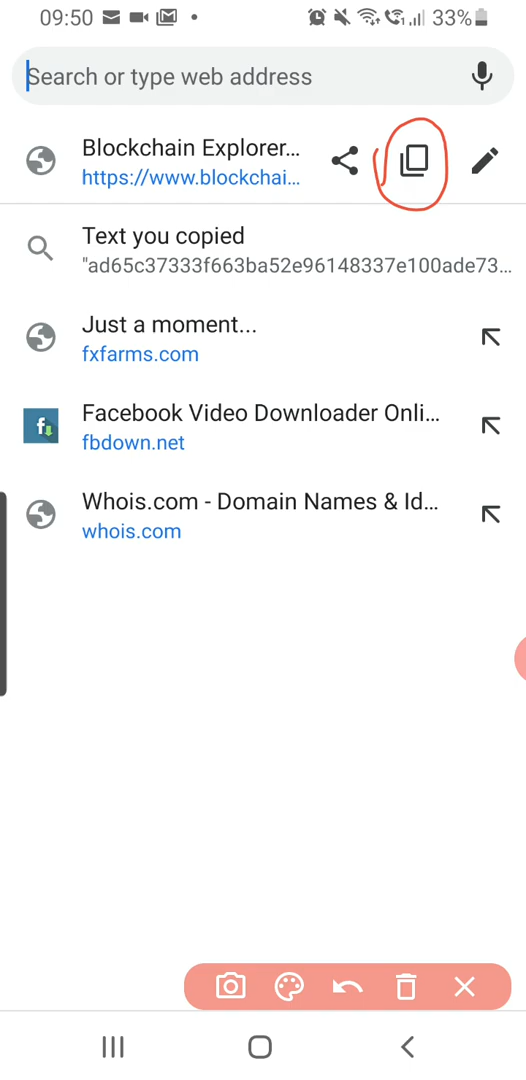 09:50
33%
Search or type web address
Blockchain Explorer...
https://www.blockchai...
Text you copied
"ad65c37333f663ba52e96148337e100ade73...
Just a moment...
fxfarms.com
Facebook Video Downloader Onli...
fbdown.net
Whois.com - Domain Names & Id...
whois.com